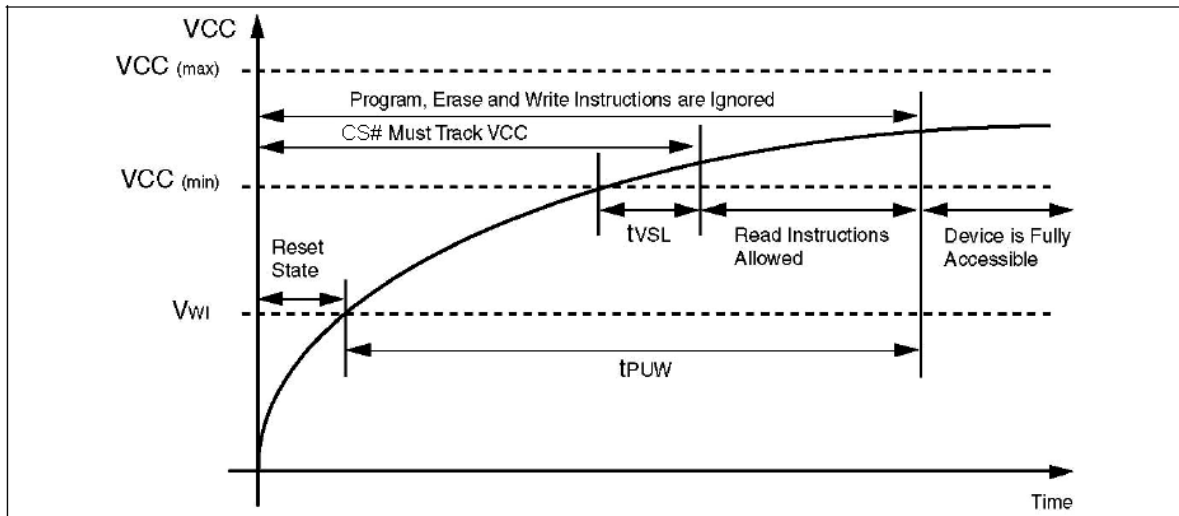 VCC
VCC (max)
Program, Erase and Write Instructions are Ignored
CS# Must Track VCC
VCC (min)
tVSL
Read Instructions
Allowed
Device is Fully
Accessible
Reset
State
VWI
tPUW
Time